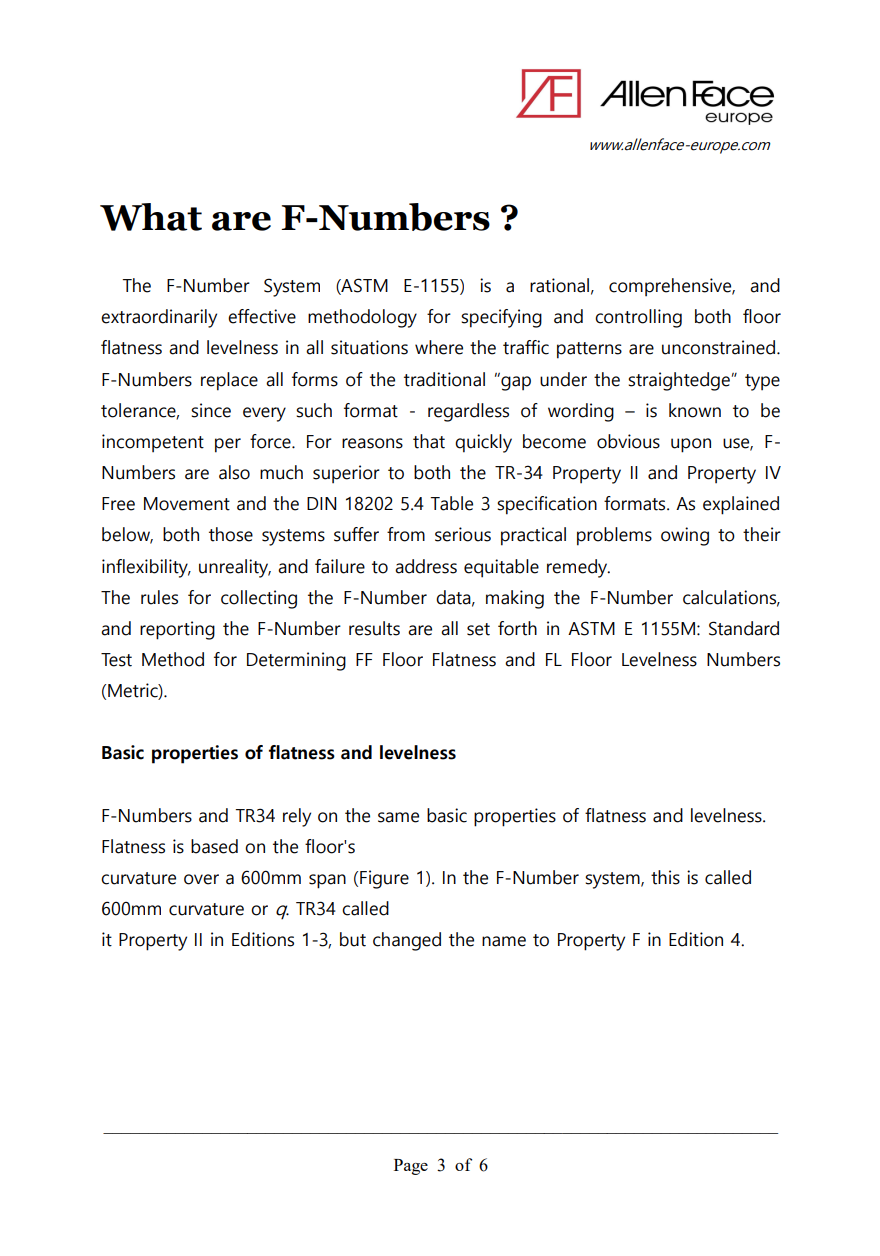 AF Allen Face
europe
www.allenface-europe.com
What are F-Numbers ?
The F-Number System (ASTM E-1155) is a rational, comprehensive, and
extraordinarily effective methodology for specifying and controlling both floor
flatness and levelness in all situations where the traffic patterns are unconstrained.
F-Numbers replace all forms of the traditional "gap under the straightedge" type
tolerance, since every such format - regardless of wording – is known to be
incompetent per force. For reasons that quickly become obvious upon use, F-
Numbers are also much superior to both the TR-34 Property II and Property IV
Free Movement and the DIN 18202 5.4 Table 3 specification formats. As explained
below, both those systems suffer from serious practical problems owing to their
inflexibility, unreality, and failure to address equitable remedy.
The rules for collecting the F-Number data, making the F-Number calculations,
and reporting the F-Number results are all set forth in ASTM E 1155M: Standard
Test Method for Determining FF Floor Flatness and FL Floor Levelness Numbers
(Metric).
Basic properties of flatness and levelness
F-Numbers and TR34 rely on the same basic properties of flatness and levelness.
Flatness is based on the floor's
curvature over a 600mm span (Figure 1). In the F-Number system, this is called
600mm curvature or q. TR34 called
it Property II in Editions 1-3, but changed the name to Property F in Edition 4.
Page 3 of 6